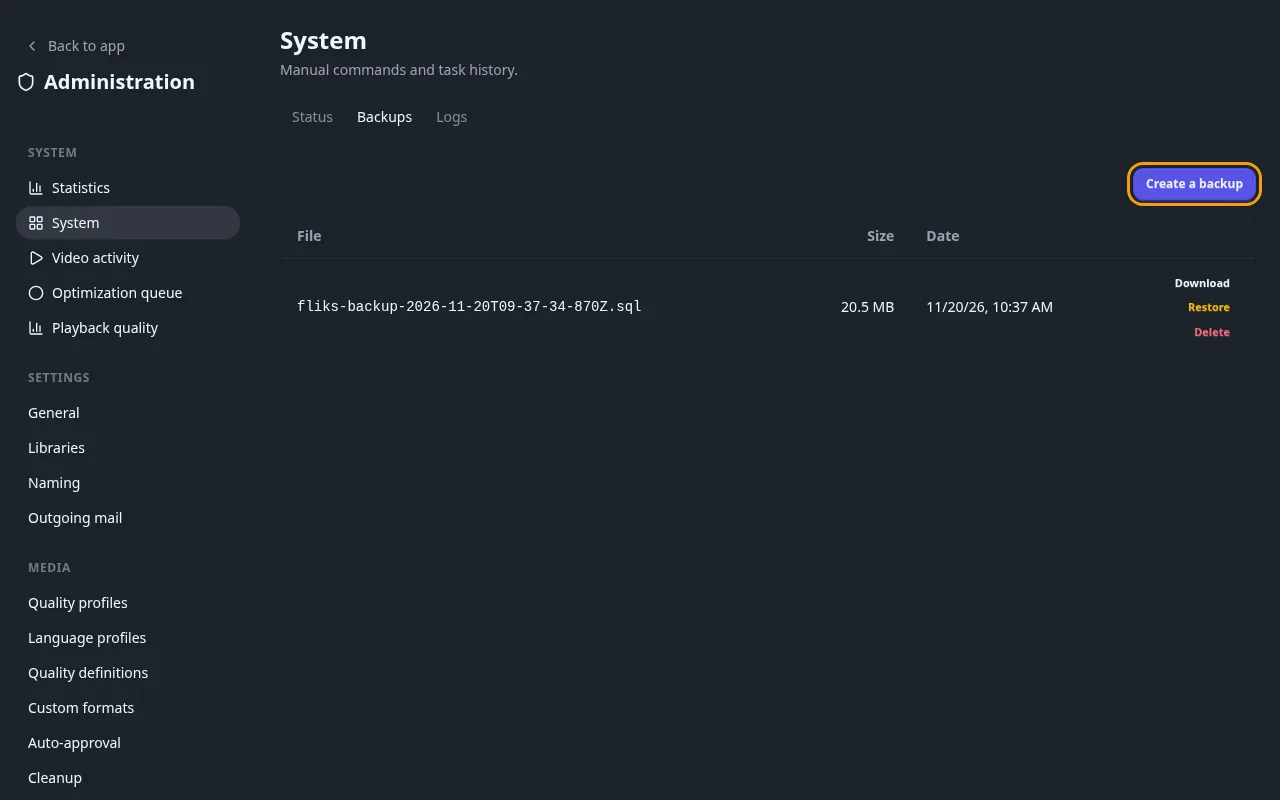 Back to app
Administration
SYSTEM
Statistics
System
Video activity
Optimization queue
Playback quality
SETTINGS
General
Libraries
Naming
Outgoing mail
MEDIA
Quality profiles
Language profiles
Quality definitions
Custom formats
Auto-approval
Cleanup
System
Manual commands and task history.
Status Backups Logs
Create a backup
File Size Date
fliks-backup-2026-11-20T09-37-34-870Z.sql 20.5 MB 11/20/26, 10:37 AM
Download
Restore
Delete